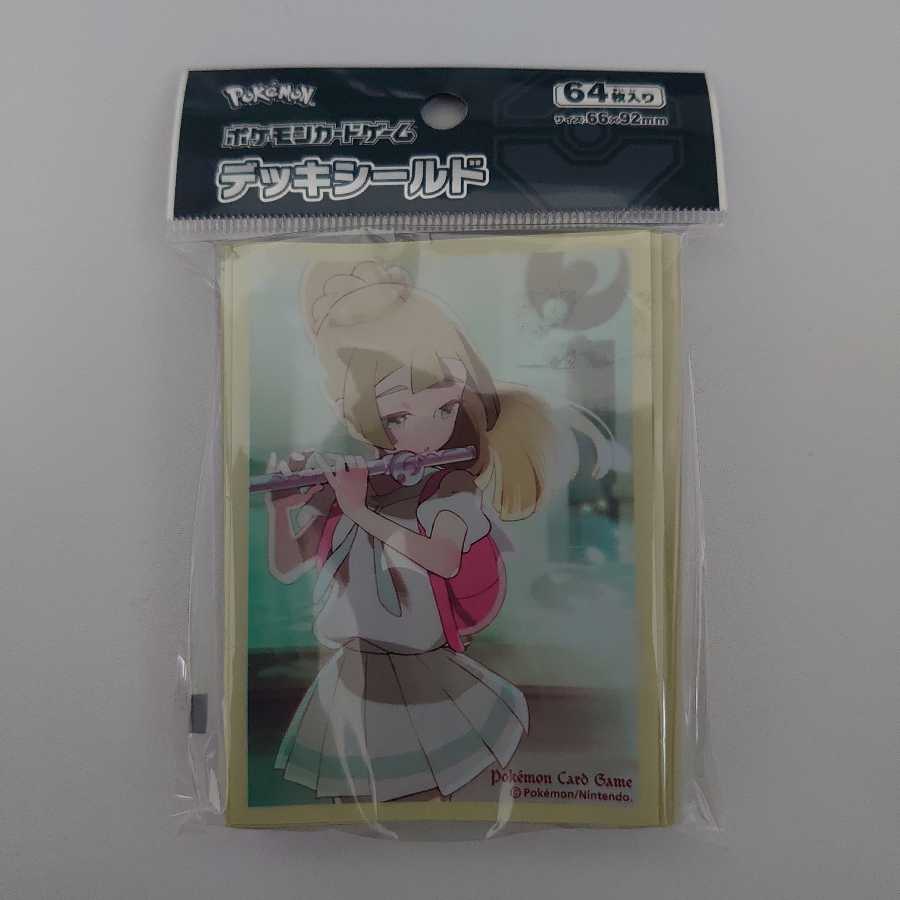 POKéMON
64枚入り
サイズ:66×92mm
ポケモンカードゲーム
デッキシールド
Pokémon Card Game
©Pokémon/Nintendo.